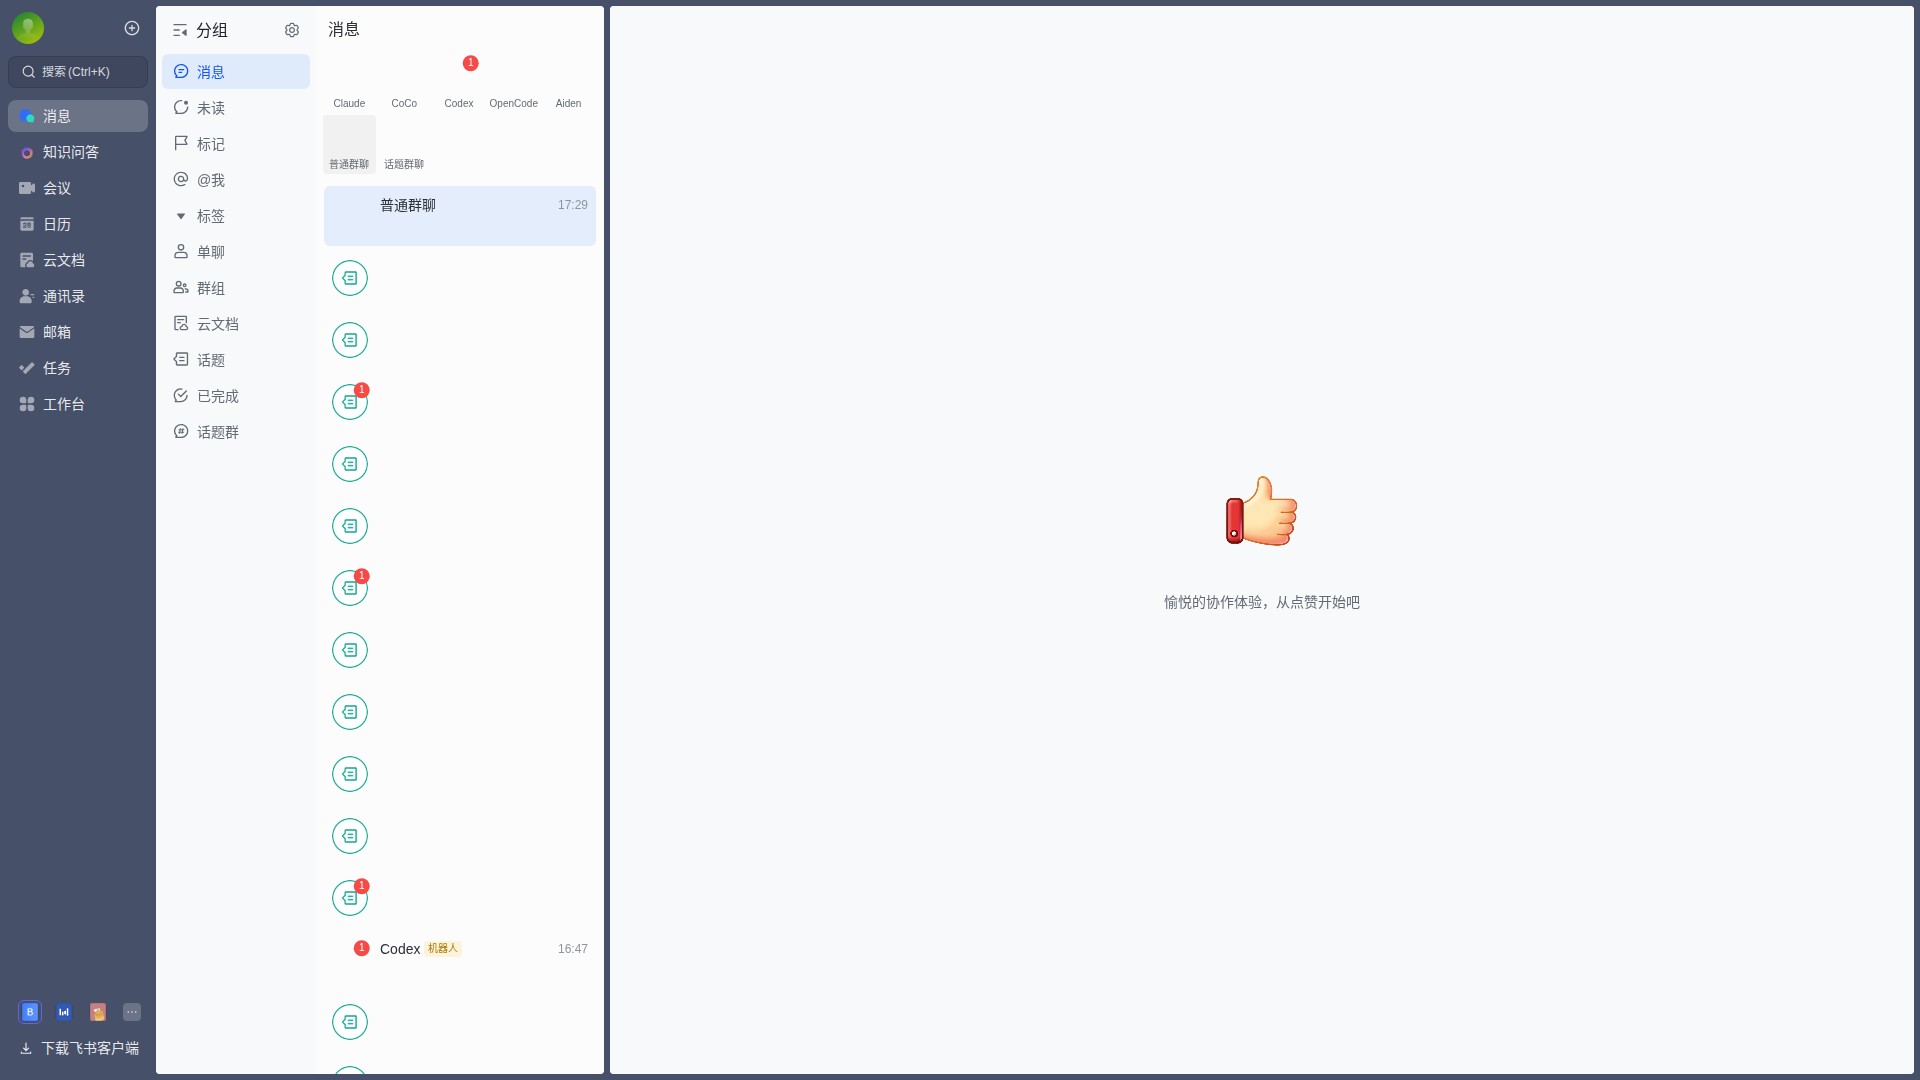 搜索 (Ctrl+K)
消息
知识问答
会议
日历
云文档
通讯录
邮箱
任务
工作台
B
下载飞书客户端
分组
消息
未读
标记
@我
标签
单聊
群组
云文档
话题
已完成
话题群
消息
1
Claude CoCo Codex OpenCode Aiden
普通群聊 话题群聊
普通群聊 17:29
1
1
1
1 Codex 机器人 16:47
愉悦的协作体验，从点赞开始吧